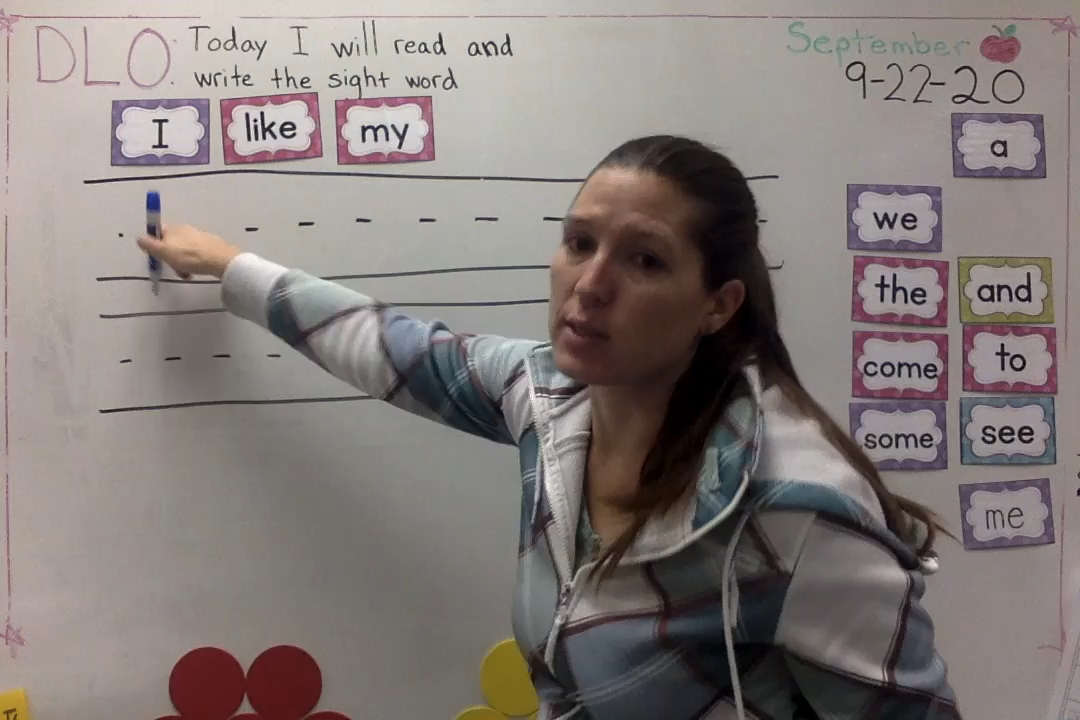 DLO: Today I will read and
write the sight word
September
9-22-20
I like my
a
we
the and
come to
some see
me